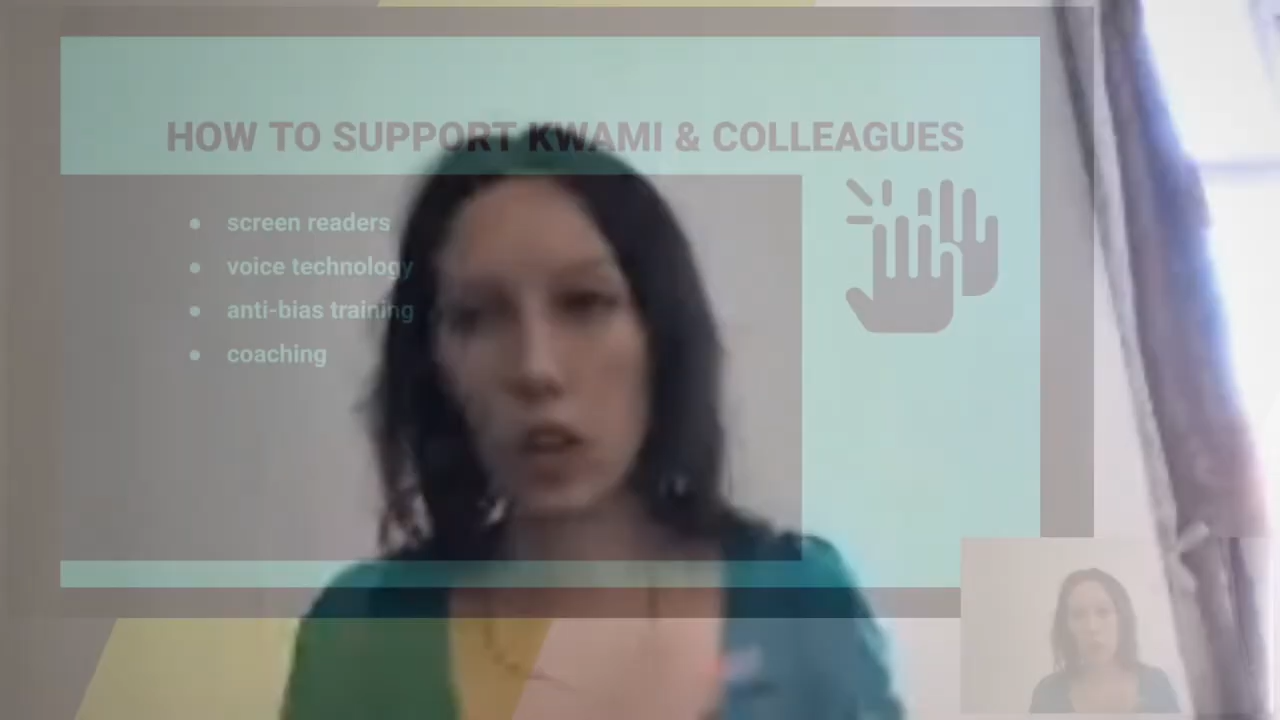 HOW TO SUPPORT KWAMI & COLLEAGUES
screen readers
voice technology
anti-bias training
coaching